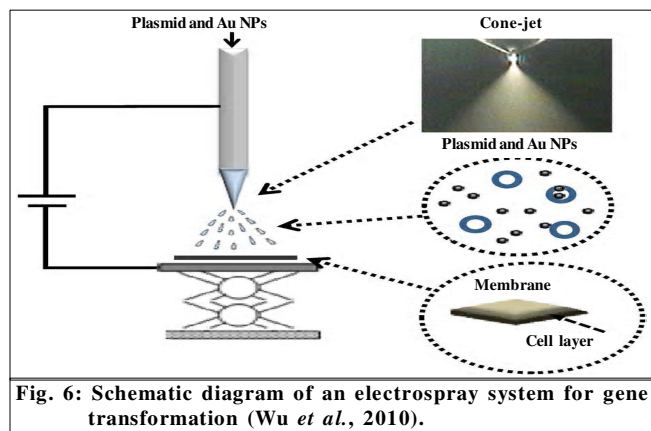 Plasmid and Au NPs
Cone-jet
Plasmid and Au NPs
Membrane
Cell layer
Fig. 6: Schematic diagram of an electrospray system for gene
transformation (Wu et al., 2010).